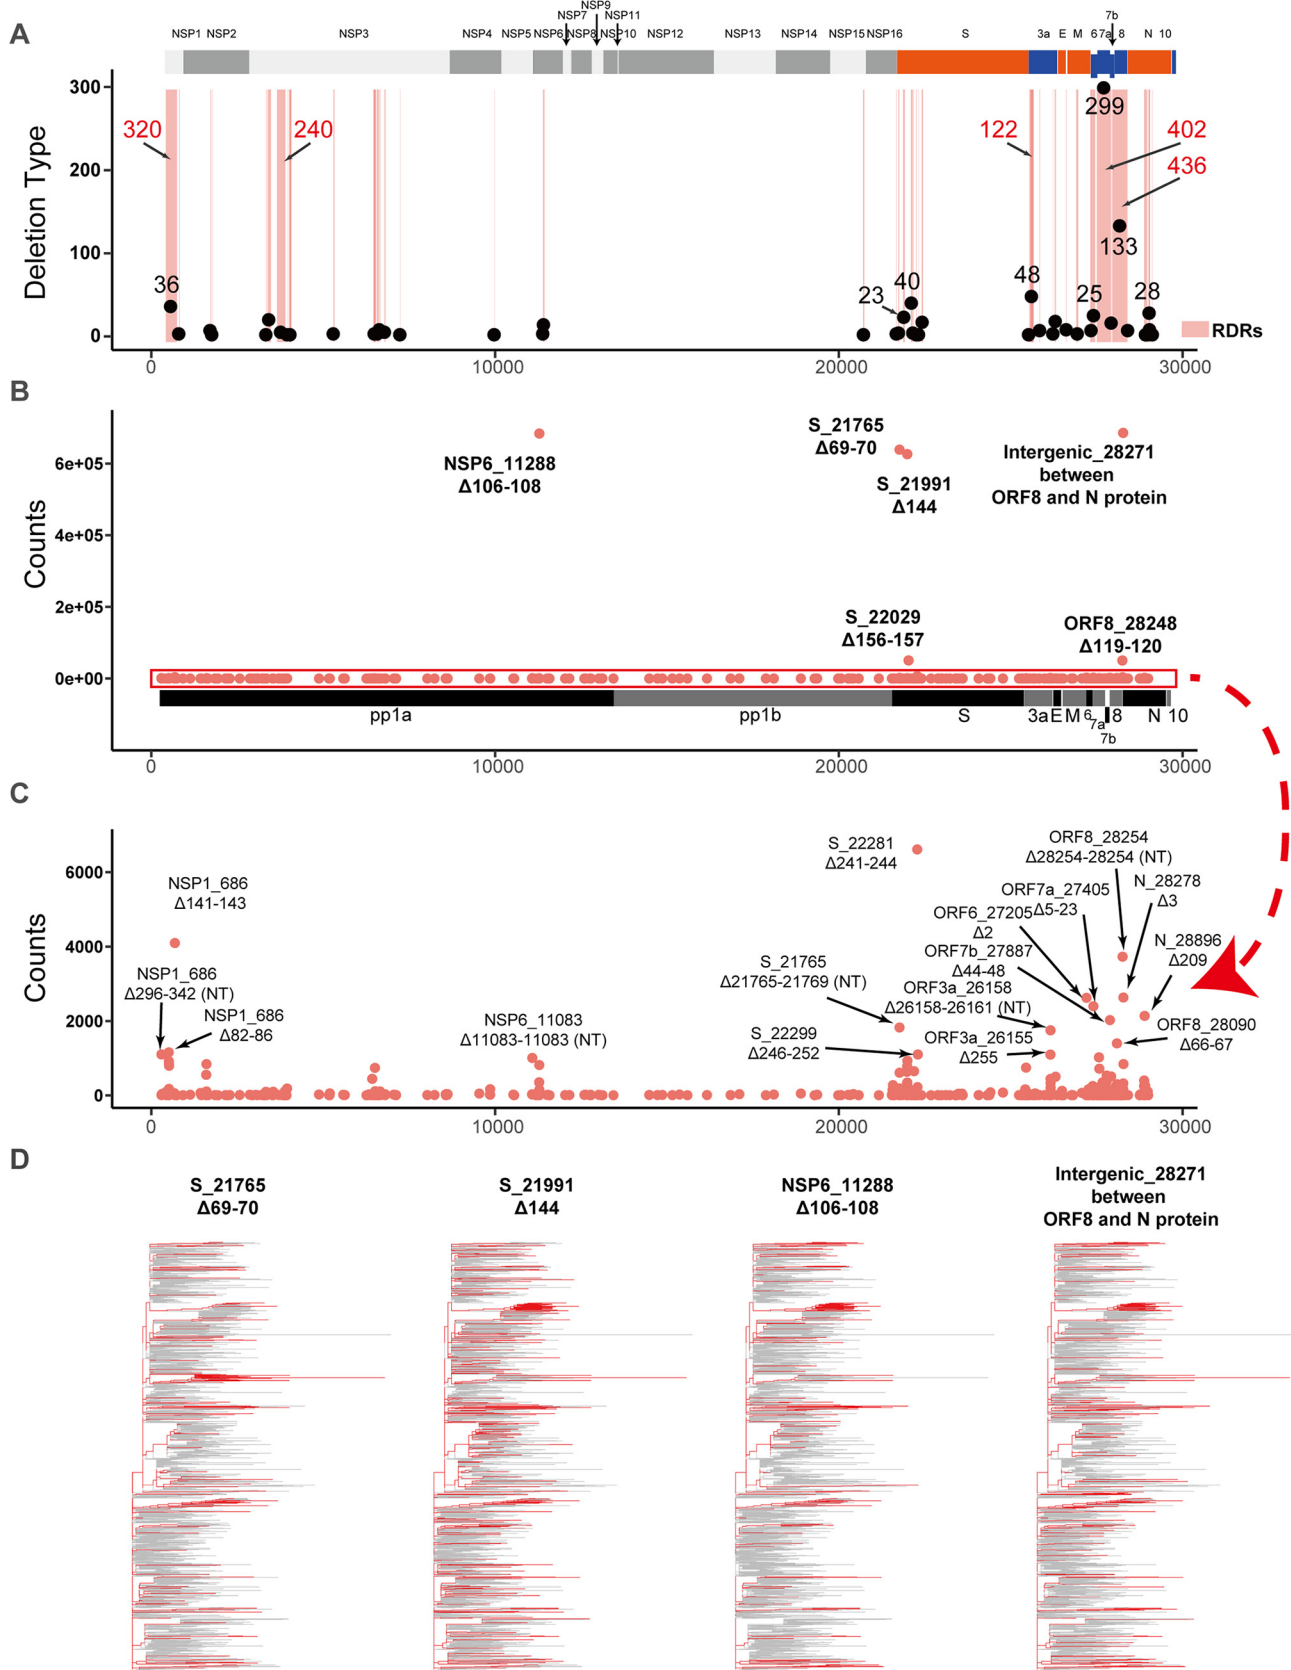 A
NSP9
NSP7 NSP11 7b
NSP1 NSP2 NSP3 NSP4 NSP5 NSP6 NSP8 NSP10 NSP12 NSP13 NSP14 NSP15 NSP16 S 3a E M 6 7a 8 N 10
Deletion Type
300
200
100
0
320
240
122
402
436
299
133
36
23
40
48
25
28
RDRs
0 10000 20000 30000
B
Counts
6e+05
4e+05
2e+05
0e+00
NSP6_11288
Δ106-108
S_21765
Δ69-70
S_21991
Δ144
Intergenic_28271
between
ORF8 and N protein
S_22029
Δ156-157
ORF8_28248
Δ119-120
pp1a pp1b S 3a E M 6 7a 7b 8 N 10
0 10000 20000 30000
C
Counts
6000
4000
2000
0
NSP1_686
Δ141-143
NSP1_686
Δ296-342 (NT)
NSP1_686
Δ82-86
NSP6_11083
Δ11083-11083 (NT)
S_22281
Δ241-244
S_21765
Δ21765-21769 (NT)
S_22299
Δ246-252
ORF8_28254
Δ28254-28254 (NT)
ORF7a_27405
Δ5-23
N_28278
Δ3
ORF6_27205
Δ2
ORF7b_27887
Δ44-48
N_28896
Δ209
ORF3a_26158
Δ26158-26161 (NT)
ORF3a_26155
Δ255
ORF8_28090
Δ66-67
0 10000 20000 30000
D
S_21765
Δ69-70
S_21991
Δ144
NSP6_11288
Δ106-108
Intergenic_28271
between
ORF8 and N protein